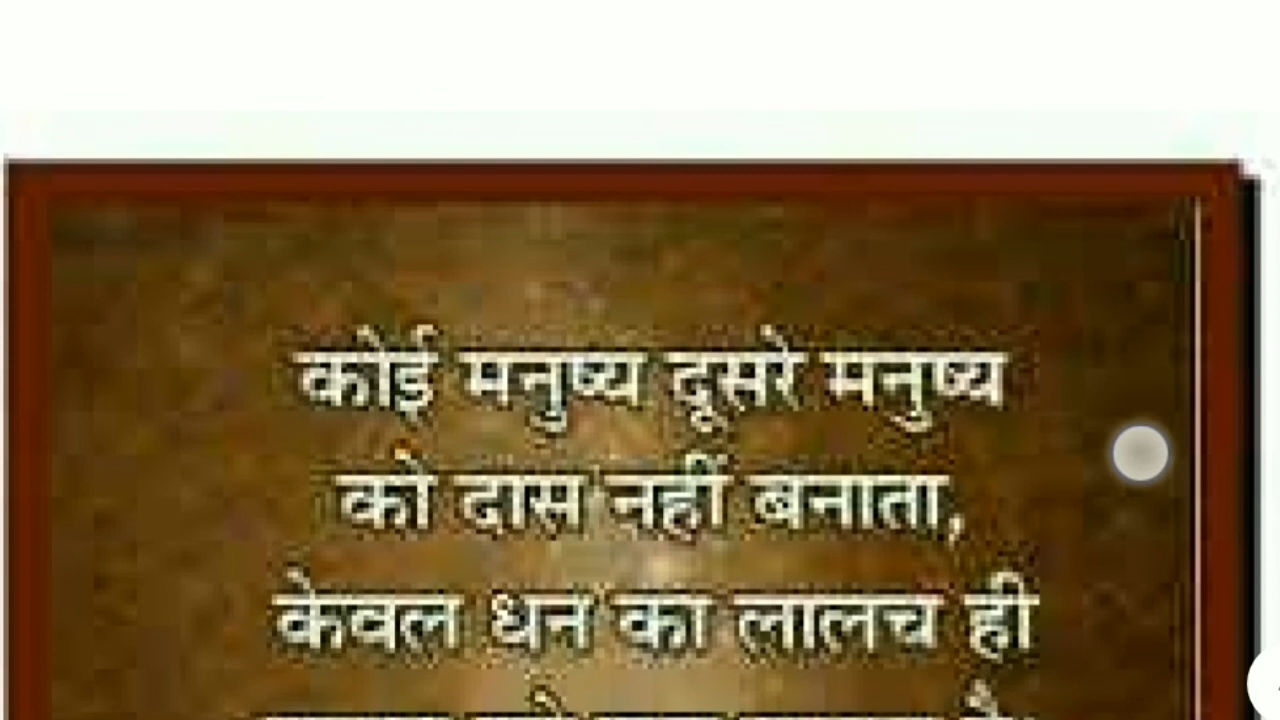 कोई मनुष्य दूसरे मनुष्य
को दास नहीं बनाता,
केवल धन का लालच ही